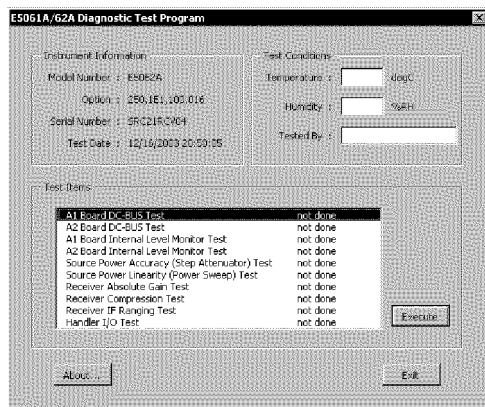 E5061A/62A Diagnostic Test Program
Instrument Information
Model Number : E5062A
Option : 250,1E1,100,016
Serial Number : SRC21RCV04
Test Date : 12/16/2003 20:50:05
Test Conditions
Temperature : degC
Humidity : %RH
Tested By :
Test Items
A1 Board DC-BUS Test not done
A2 Board DC-BUS Test not done
A1 Board Internal Level Monitor Test not done
A2 Board Internal Level Monitor Test not done
Source Power Accuracy (Step Attenuator) Test not done
Source Power Linearity (Power Sweep) Test not done
Receiver Absolute Gain Test not done
Receiver Compression Test not done
Receiver IF Ranging Test not done
Handler I/O Test not done
Execute
About...
Exit